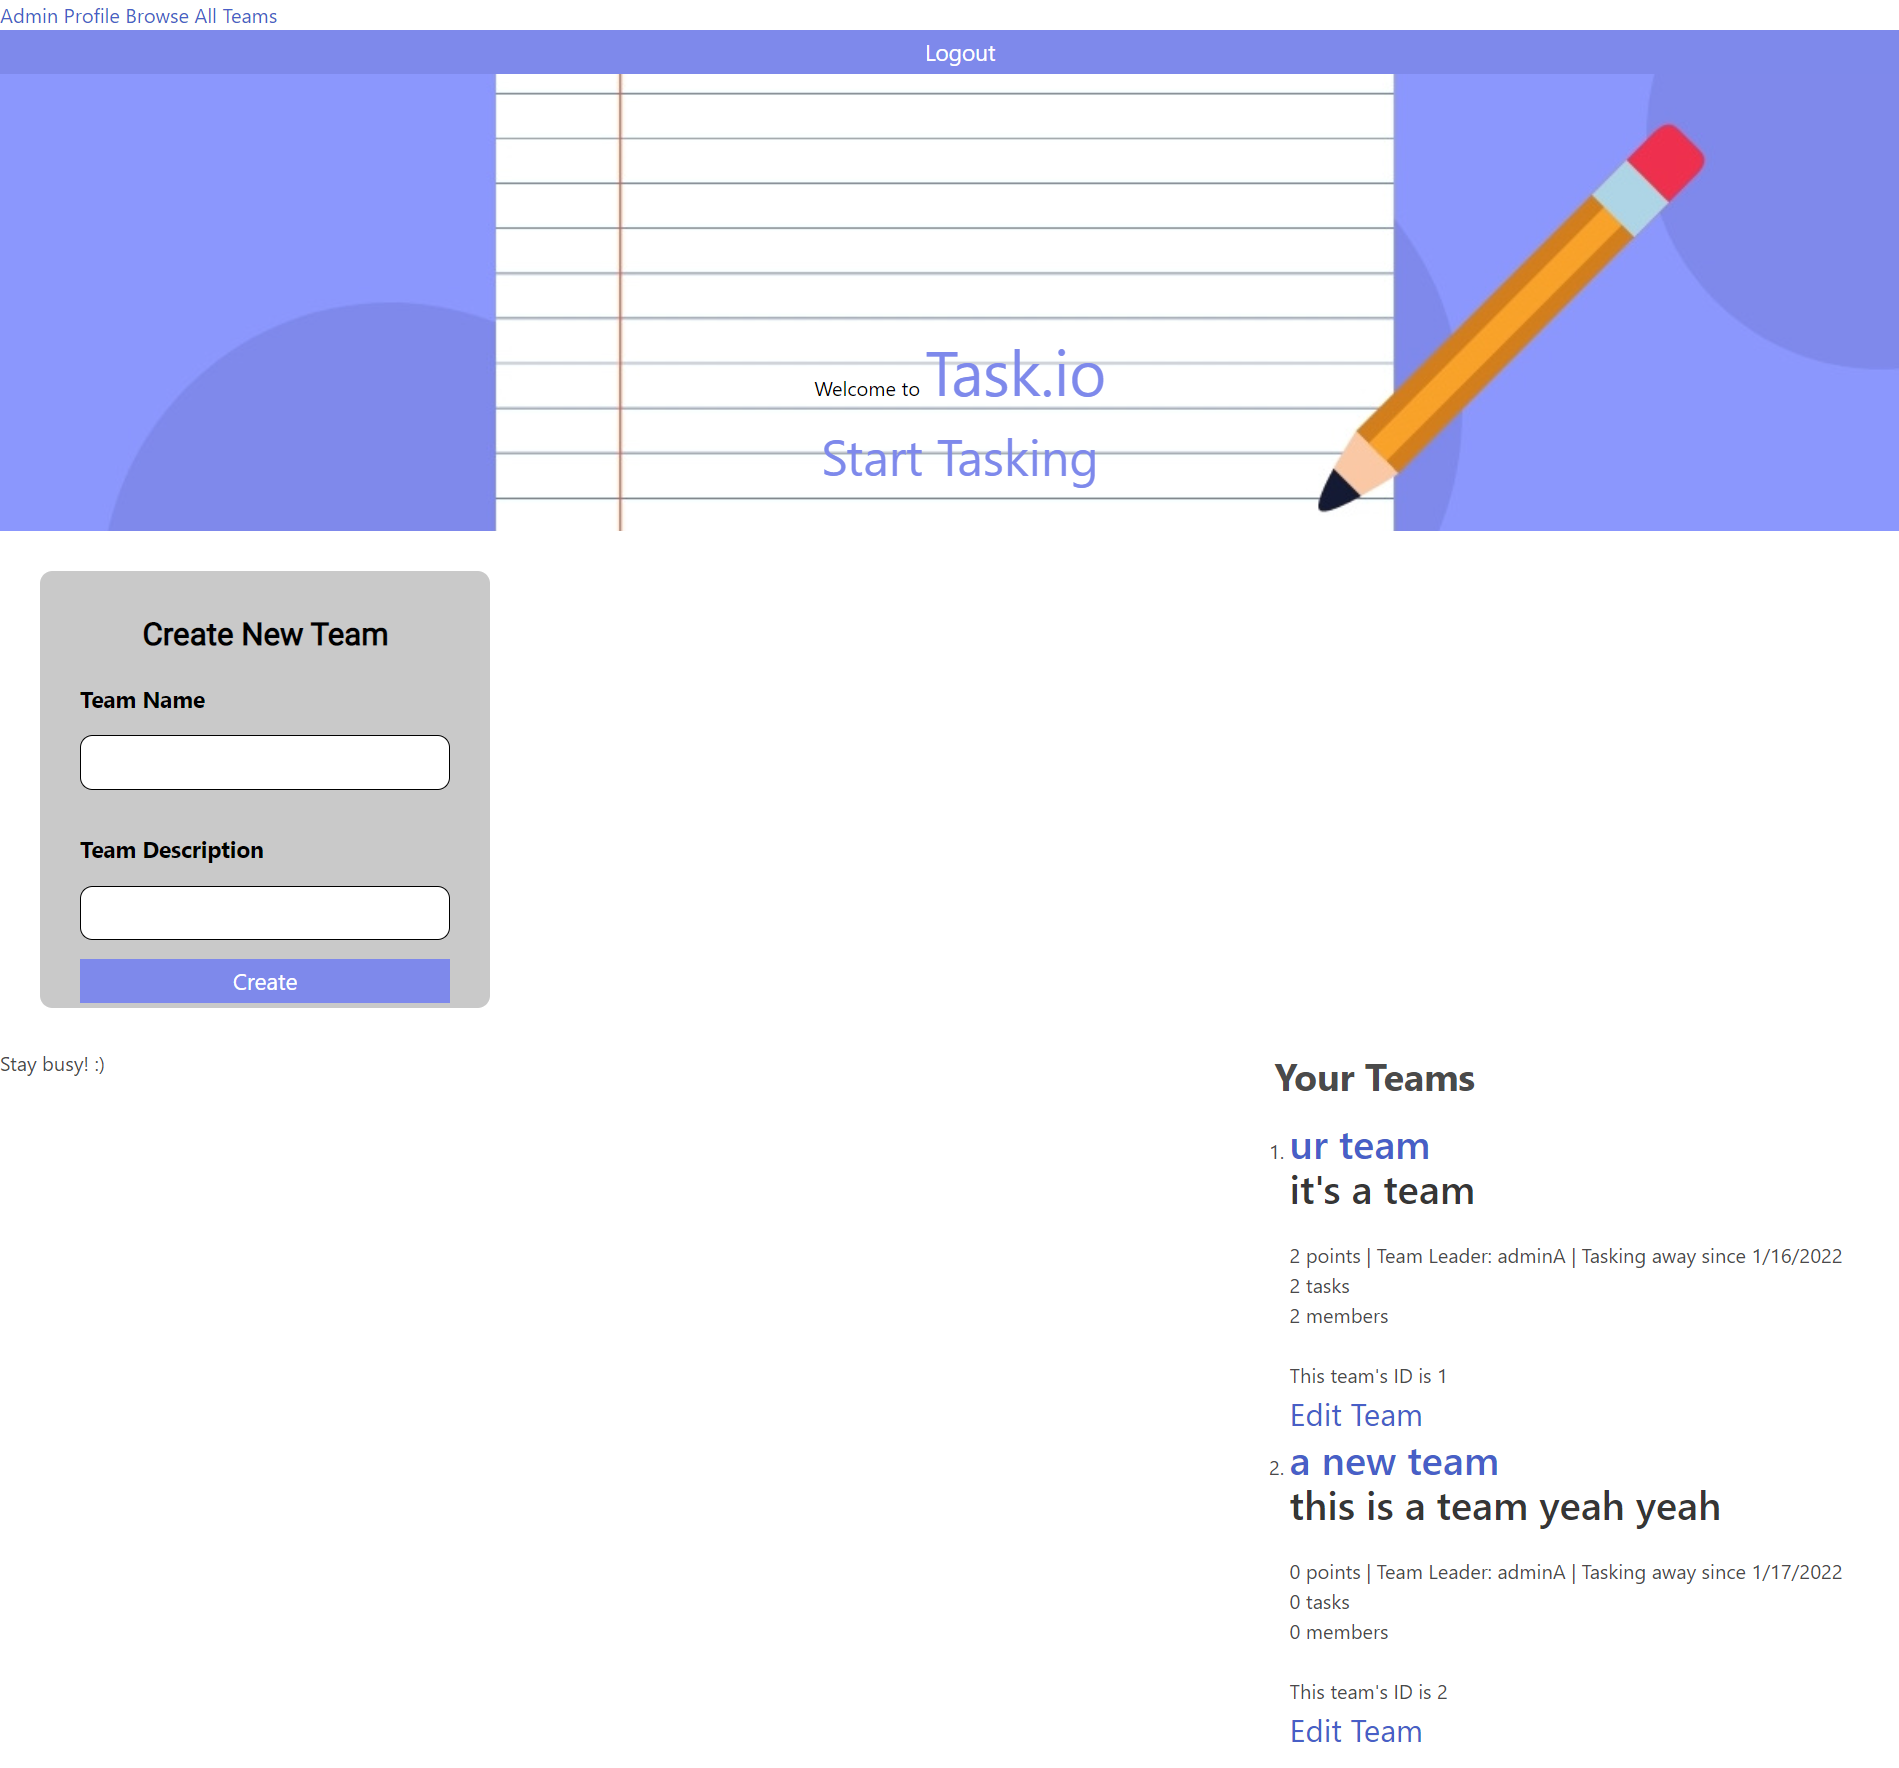 Admin Profile Browse All Teams
Logout
Welcome to Task.io
Start Tasking
Create New Team
Team Name
Team Description
Create
Stay busy! :)
Your Teams
1. ur team
it's a team
2 points | Team Leader: adminA | Tasking away since 1/16/2022
2 tasks
2 members
This team's ID is 1
Edit Team
2. a new team
this is a team yeah yeah
0 points | Team Leader: adminA | Tasking away since 1/17/2022
0 tasks
0 members
This team's ID is 2
Edit Team